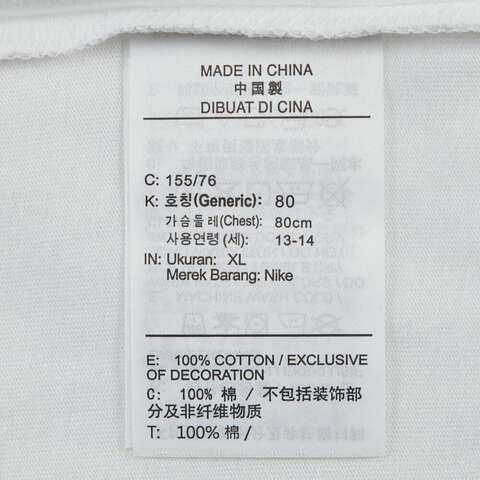 MADE IN CHINA
中国製
DIBUAT DI CINA
C: 155/76
K: 호칭(Generic): 80
가슴둘레(Chest): 80cm
사용연령 (세): 13-14
IN: Ukuran: XL
Merek Barang: Nike
E: 100% COTTON / EXCLUSIVE
OF DECORATION
C: 100% 棉 / 不包括装饰部
分及非纤维物质
T: 100% 棉 /